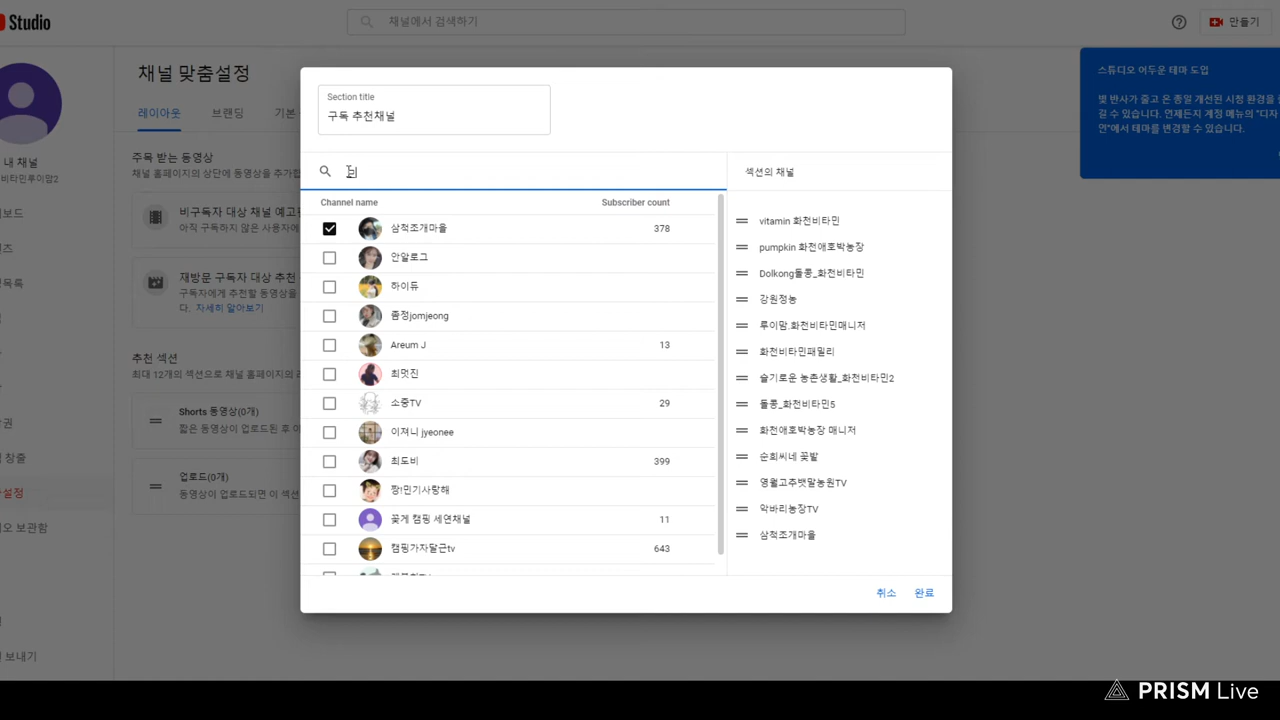 Studio
채널에서 검색하기
만들기
채널 맞춤설정
레이아웃
브랜딩
기본
내 채널
비타민루이맘2
주목 받는 동영상
채널 홈페이지의 상단에 동영상을 추가
비구독자 대상 채널 예고
아직 구독하지 않은 사용자에
재방문 구독자 대상 추천
구독자에게 추천할 동영상을
다. 자세히 알아보기
추천 섹션
최대 12개의 섹션으로 채널 홈페이지의
Shorts 동영상(0개)
짧은 동영상이 업로드된 후 이
업로드(0개)
동영상이 업로드되면 이 섹션
보드
목록
창출
설정
오 보관함
보내기
Section title
구독 추천채널
Channel name
Subscriber count
삼척조개마을 378
안알로그
하이듀
좀정jomjeong
Areum J 13
최멋진
소중TV 29
이져니 jyeonee
최도비 399
짱!민기사랑해
꽃게 캠핑 세연채널 11
캠핑가자달근tv 643
섹션의 채널
vitamin 화천비타민
pumpkin 화천애호박농장
Dolkong돌콩_화천비타민
강원정농
루이맘.화천비타민매니저
화천비타민패밀리
슬기로운 농촌생활_화천비타민2
돌콩_화천비타민5
화천애호박농장 매니저
순희씨네 꽃밭
영월고추뱃말농원TV
악바리농장TV
삼척조개마을
취소
완료
스튜디오 어두운 테마 도입
빛 반사가 줄고 온 종일 개선된 시청 환경을
길 수 있습니다. 언제든지 계정 메뉴의 "디자
인"에서 테마를 변경할 수 있습니다.
PRISM Live